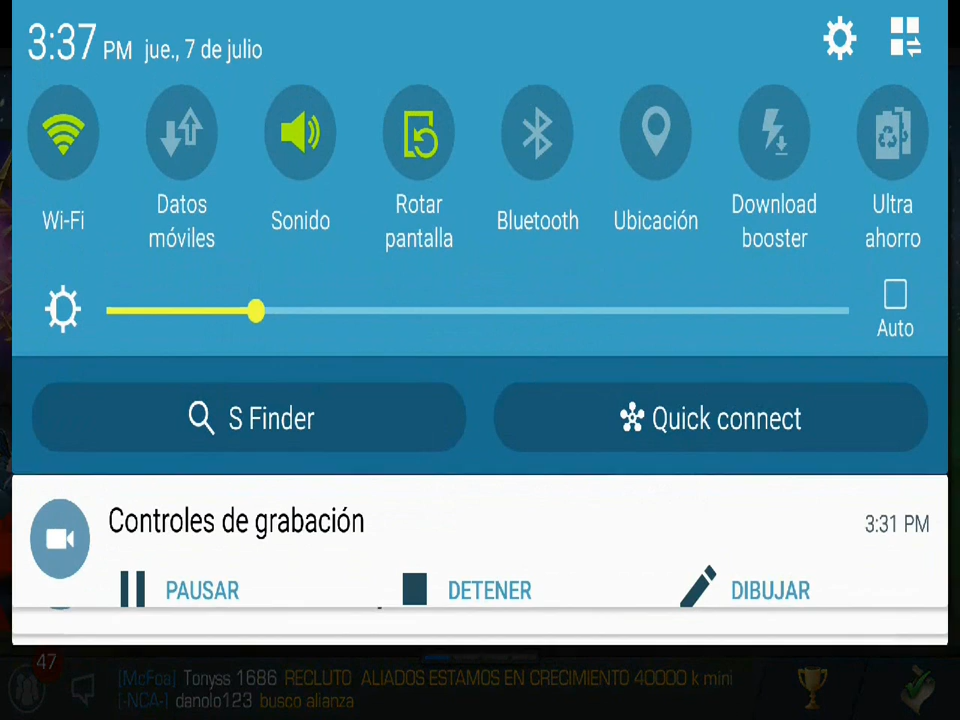 3:37 PM jue., 7 de julio
Wi-Fi
Datos
móviles
Sonido
Rotar
pantalla
Bluetooth
Ubicación
Download
booster
Ultra
ahorro
Auto
S Finder
Quick connect
Controles de grabación
3:31 PM
PAUSAR
DETENER
DIBUJAR
47
[McFoa] Tonyss 1686 RECLUTO ALIADOS ESTAMOS EN CRECIMIENTO 40000 k mini
[-NCA-] danolo123 busco alianza